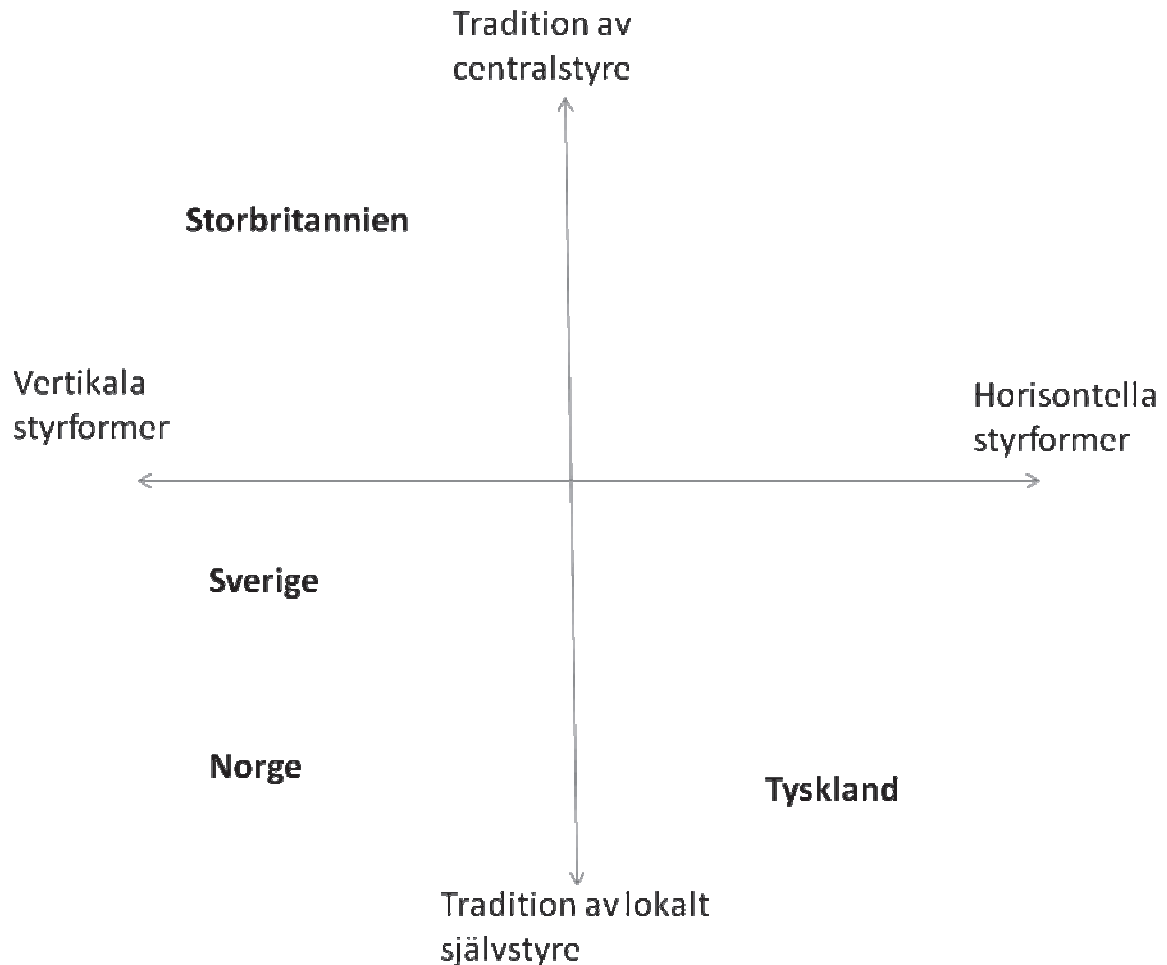 Tradition av
centralstyre
Storbritannien
Vertikala
styrformer
Horisontella
styrformer
Sverige
Norge
Tyskland
Tradition av lokalt
självstyre